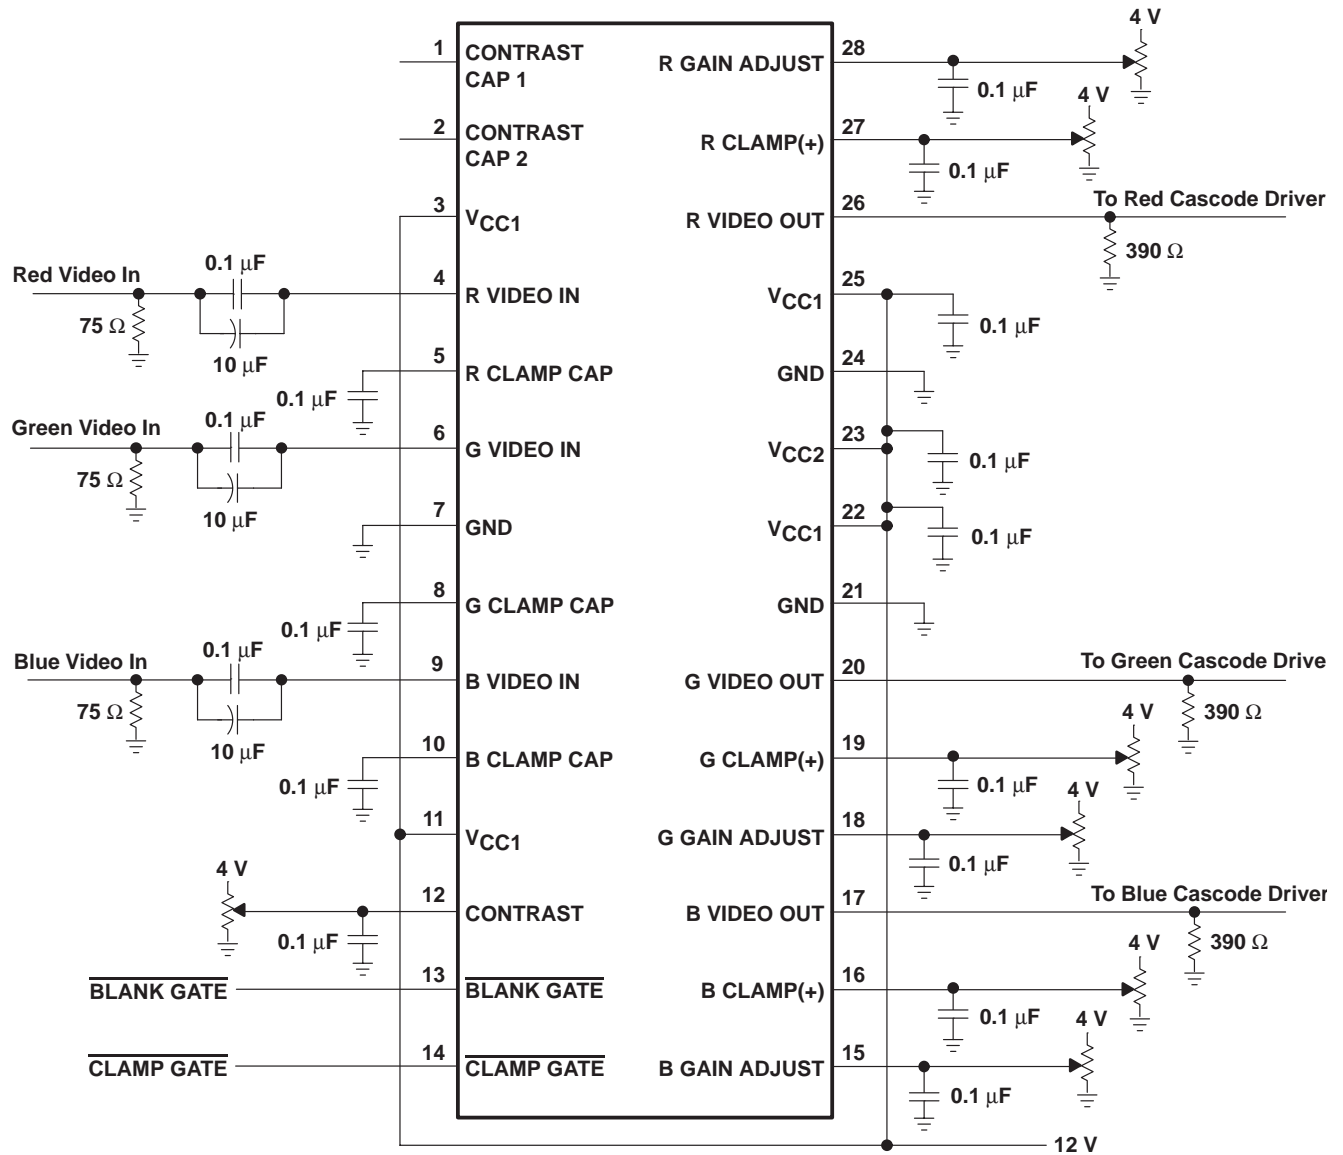 4 V
1
CONTRAST
CAP 1
R GAIN ADJUST
28
0.1 µF
4 V
2
CONTRAST
CAP 2
R CLAMP(+)
27
0.1 µF
3
VCC1
R VIDEO OUT
26
To Red Cascode Driver
390 Ω
Red Video In
75 Ω
0.1 µF
10 µF
4
R VIDEO IN
VCC1
25
0.1 µF
5
R CLAMP CAP
0.1 µF
GND
24
Green Video In
75 Ω
0.1 µF
10 µF
6
G VIDEO IN
VCC2
23
0.1 µF
7
GND
VCC1
22
0.1 µF
8
G CLAMP CAP
0.1 µF
GND
21
Blue Video In
75 Ω
0.1 µF
10 µF
9
B VIDEO IN
G VIDEO OUT
20
To Green Cascode Drive
390 Ω
10
B CLAMP CAP
0.1 µF
G CLAMP(+)
19
4 V
0.1 µF
11
VCC1
G GAIN ADJUST
18
4 V
0.1 µF
4 V
12
CONTRAST
0.1 µF
B VIDEO OUT
17
To Blue Cascode Driver
390 Ω
BLANK GATE
13
BLANK GATE
B CLAMP(+)
16
4 V
0.1 µF
CLAMP GATE
14
CLAMP GATE
B GAIN ADJUST
15
4 V
0.1 µF
12 V